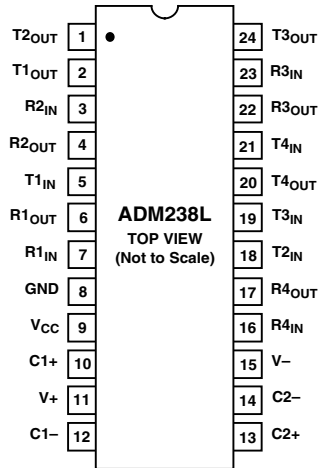 T2OUT 1 24 T3OUT
T1OUT 2 23 R3IN
R2IN 3 22 R3OUT
R2OUT 4 21 T4IN
T1IN 5 20 T4OUT
R1OUT 6 19 T3IN
R1IN 7 18 T2IN
GND 8 17 R4OUT
VCC 9 16 R4IN
C1+ 10 15 V–
V+ 11 14 C2–
C1– 12 13 C2+
ADM238L
TOP VIEW
(Not to Scale)